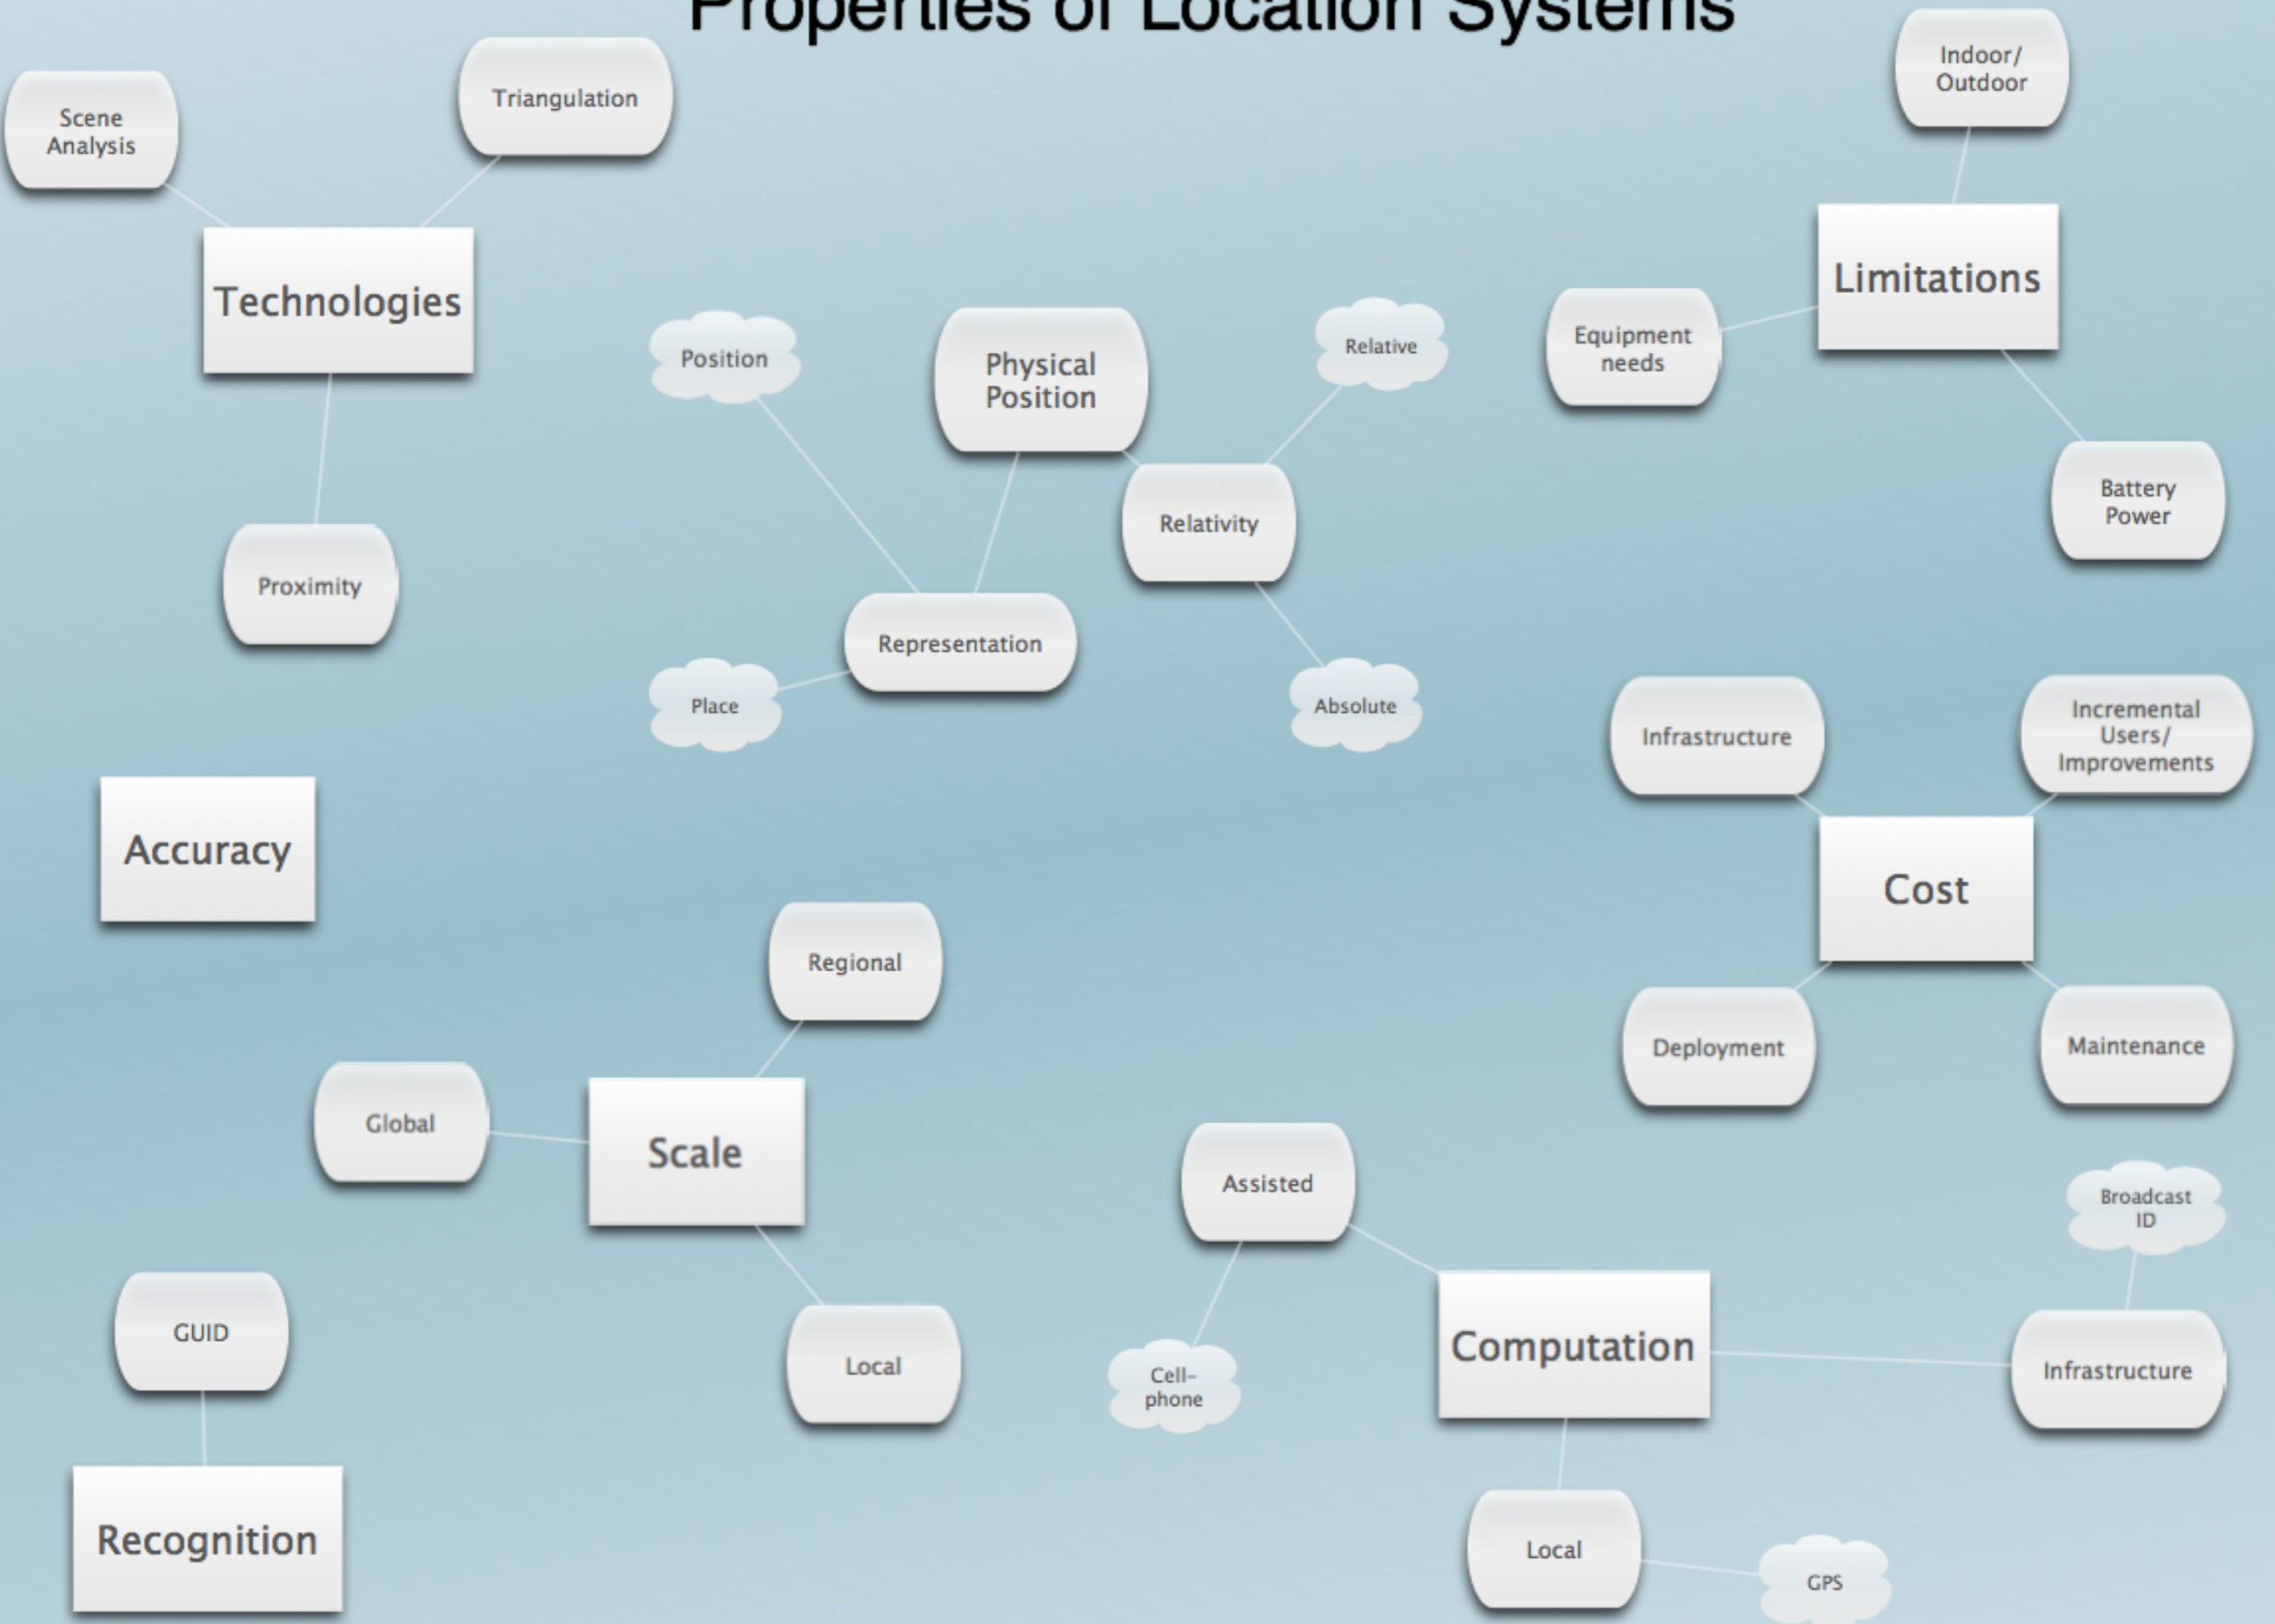 Properties of Location Systems
Scene
Analysis
Triangulation
Technologies
Proximity
Position
Physical
Position
Relative
Relativity
Representation
Place
Absolute
Indoor/
Outdoor
Limitations
Equipment
needs
Battery
Power
Accuracy
Infrastructure
Incremental
Users/
Improvements
Cost
Deployment
Maintenance
Regional
Global
Scale
Local
GUID
Recognition
Assisted
Cell-
phone
Computation
Broadcast
ID
Infrastructure
Local
GPS